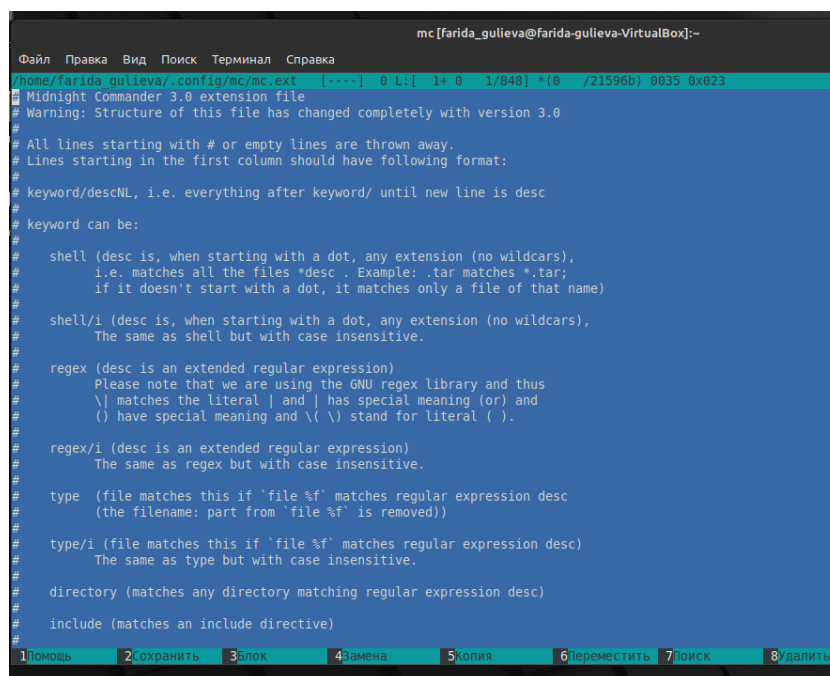 mc [farida_gulieva@farida-gulieva-VirtualBox]:~
Файл Правка Вид Поиск Терминал Справка
/home/farida_gulieva/.config/mc/mc.ext [----] 0 L:[ 1+ 0 1/848] *(0 /21596b) 0035 0x023
# Midnight Commander 3.0 extension file
# Warning: Structure of this file has changed completely with version 3.0
#
# All lines starting with # or empty lines are thrown away.
# Lines starting in the first column should have following format:
#
# keyword/descNL, i.e. everything after keyword/ until new line is desc
#
# keyword can be:
#
# shell (desc is, when starting with a dot, any extension (no wildcars),
# i.e. matches all the files *desc . Example: .tar matches *.tar;
# if it doesn't start with a dot, it matches only a file of that name)
#
# shell/i (desc is, when starting with a dot, any extension (no wildcars),
# The same as shell but with case insensitive.
#
# regex (desc is an extended regular expression)
# Please note that we are using the GNU regex library and thus
# \| matches the literal | and | has special meaning (or) and
# () have special meaning and \( \) stand for literal ( ).
#
# regex/i (desc is an extended regular expression)
# The same as regex but with case insensitive.
#
# type (file matches this if `file %f` matches regular expression desc
# (the filename: part from `file %f` is removed))
#
# type/i (file matches this if `file %f` matches regular expression desc)
# The same as type but with case insensitive.
#
# directory (matches any directory matching regular expression desc)
#
# include (matches an include directive)
#
1Помощь 2Сохранить 3Блок 4Замена 5Копия 6Переместить 7Поиск 8Удалить